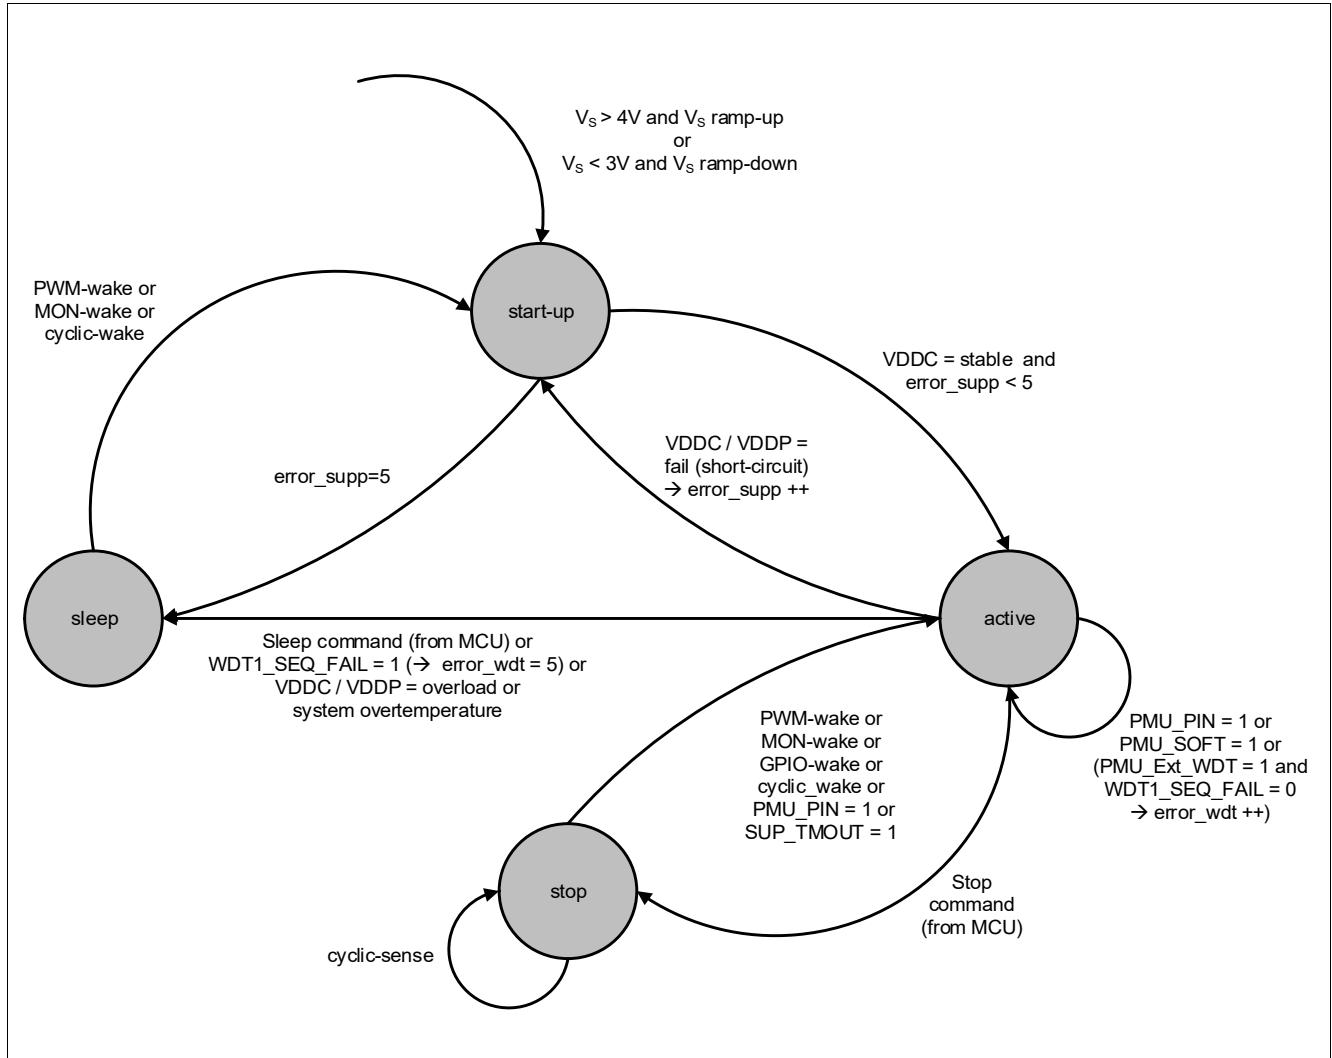 V_S > 4V and V_S ramp-up
or
V_S < 3V and V_S ramp-down
PWM-wake or
MON-wake or
cyclic-wake
start-up
VDDC = stable and
error_supp < 5
VDDC / VDDP =
fail (short-circuit)
→ error_supp ++
error_supp=5
sleep
active
Sleep command (from MCU) or
WDT1_SEQ_FAIL = 1 (→ error_wdt = 5) or
VDDC / VDDP = overload or
system overtemperature
PWM-wake or
MON-wake or
GPIO-wake or
cyclic_wake or
PMU_PIN = 1 or
SUP_TMOUT = 1
PMU_PIN = 1 or
PMU_SOFT = 1 or
(PMU_Ext_WDT = 1 and
WDT1_SEQ_FAIL = 0
→ error_wdt ++)
stop
Stop
command
(from MCU)
cyclic-sense